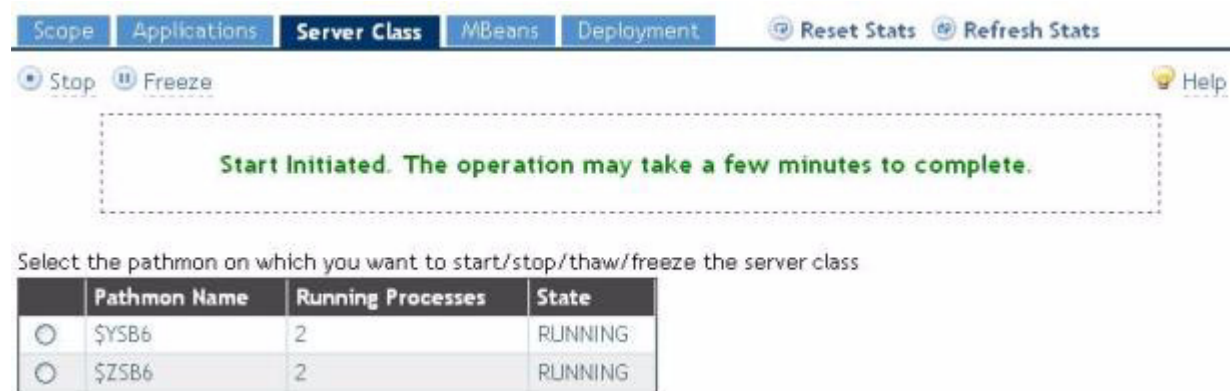 Scope Applications Server Class MBeans Deployment Reset Stats Refresh Stats
Stop Freeze Help
Start Initiated. The operation may take a few minutes to complete.
Select the pathmon on which you want to start/stop/thaw/freeze the server class
Pathmon Name Running Processes State
$YSB6 2 RUNNING
$ZSB6 2 RUNNING